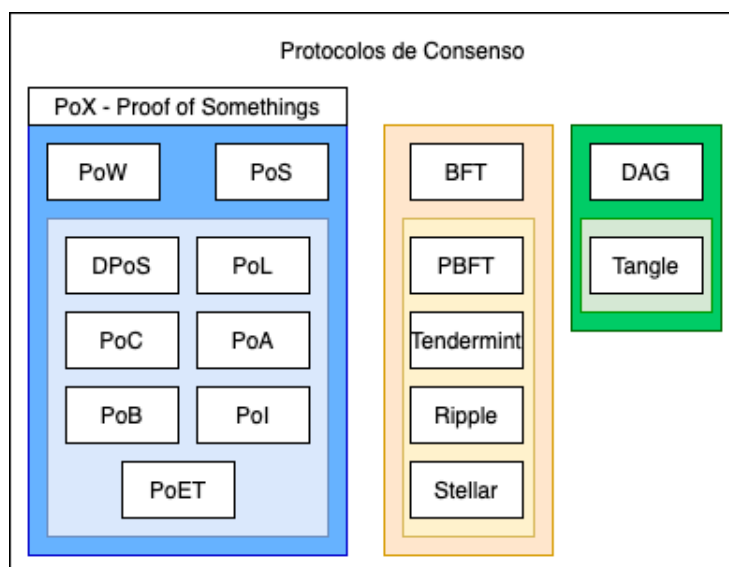 Protocolos de Consenso
PoX - Proof of Somethings
PoW
PoS
DPoS
PoL
PoC
PoA
PoB
PoI
PoET
BFT
PBFT
Tendermint
Ripple
Stellar
DAG
Tangle